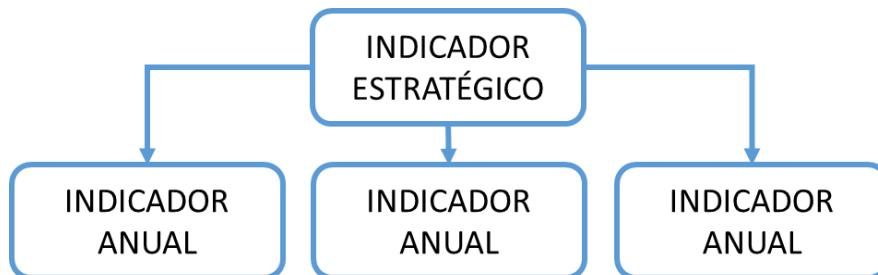 INDICADOR
ESTRATÉGICO
INDICADOR
ANUAL
INDICADOR
ANUAL
INDICADOR
ANUAL